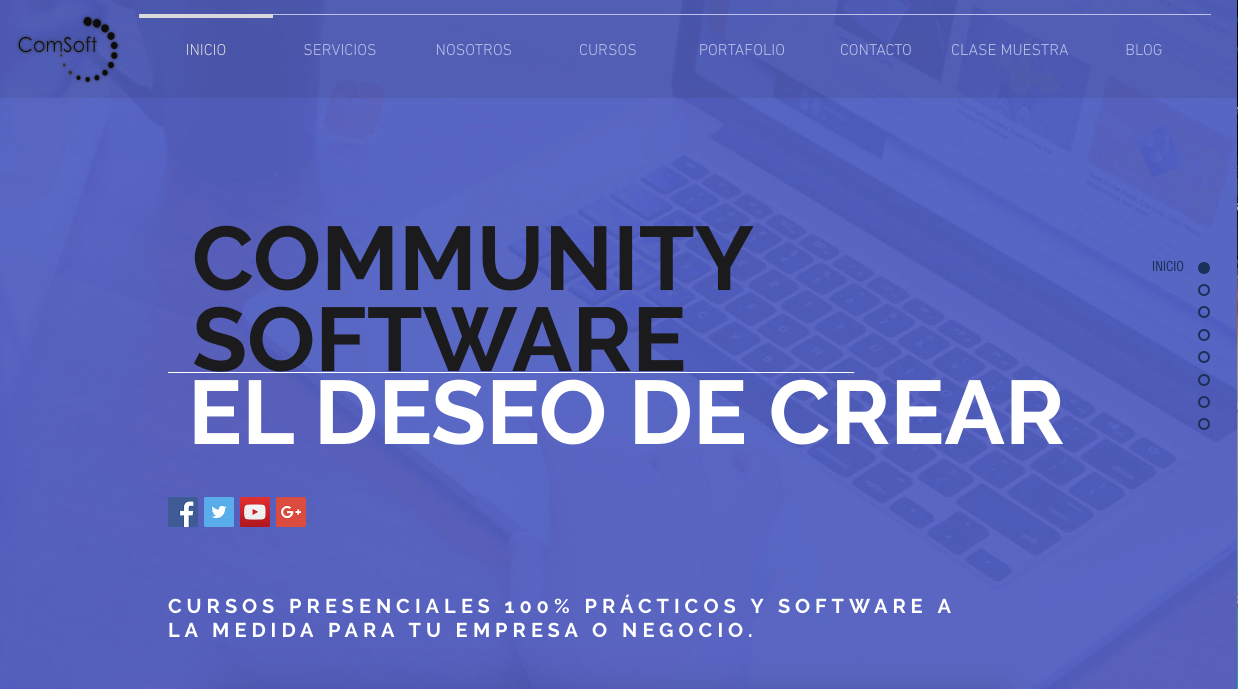 ComSoft
INICIO SERVICIOS NOSOTROS CURSOS PORTAFOLIO CONTACTO CLASE MUESTRA BLOG
COMMUNITY
SOFTWARE
INICIO
EL DESEO DE CREAR
CURSOS PRESENCIALES 100% PRÁCTICOS Y SOFTWARE A
LA MEDIDA PARA TU EMPRESA O NEGOCIO.